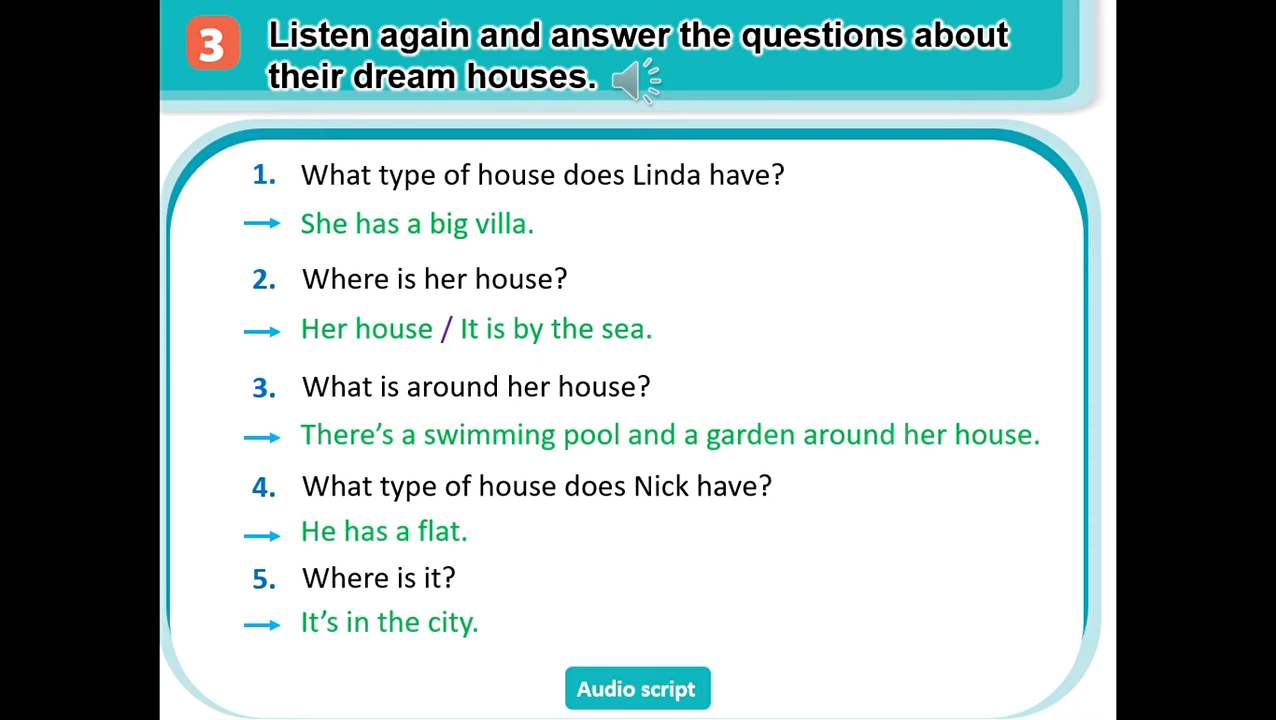 3
Listen again and answer the questions about
their dream houses.
1. What type of house does Linda have?
She has a big villa.
2. Where is her house?
Her house / It is by the sea.
3. What is around her house?
There’s a swimming pool and a garden around her house.
4. What type of house does Nick have?
He has a flat.
5. Where is it?
It’s in the city.
Audio script